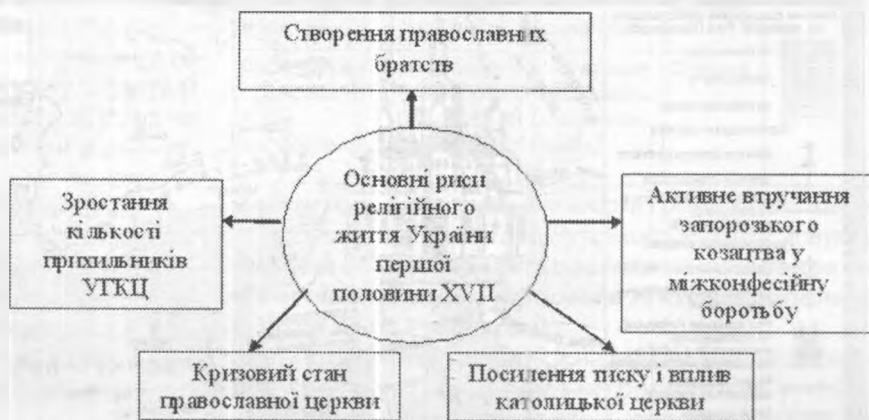 Створення православних
братств
Основні риси
релігійного
життя України
першої
половини XVII
Зростання
кількості
прихильників
УГКЦ
Активне втручання
запорозького
козацтва у
міжконфесійну
боротьбу
Кризовий стан
православної церкви
Посилення тиску і вплив
католицької церкви